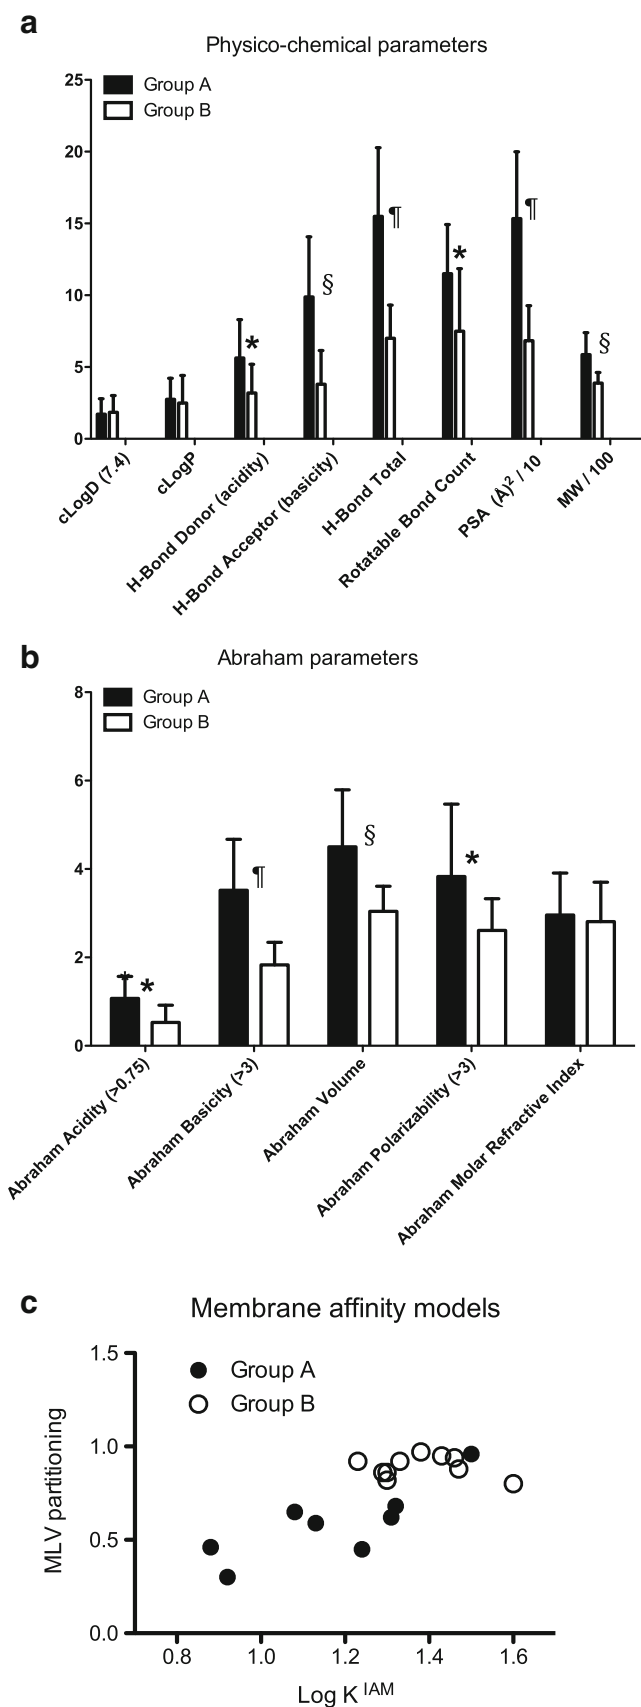 a
Physico-chemical parameters
25
20
15
10
5
0
Group A
Group B
*
§
¶
*
¶
§
cLogD (7.4)
cLogP
H-Bond Donor (acidity)
H-Bond Acceptor (basicity)
H-Bond Total
Rotatable Bond Count
PSA (Å)² / 10
MW / 100
b
Abraham parameters
8
6
4
2
0
Group A
Group B
* *
¶
§
*
Abraham Acidity (>0.75)
Abraham Basicity (>3)
Abraham Volume
Abraham Polarizability (>3)
Abraham Molar Refractive Index
c
Membrane affinity models
1.5
1.0
0.5
0.0
MLV partitioning
Group A
Group B
0.8 1.0 1.2 1.4 1.6
Log K IAM